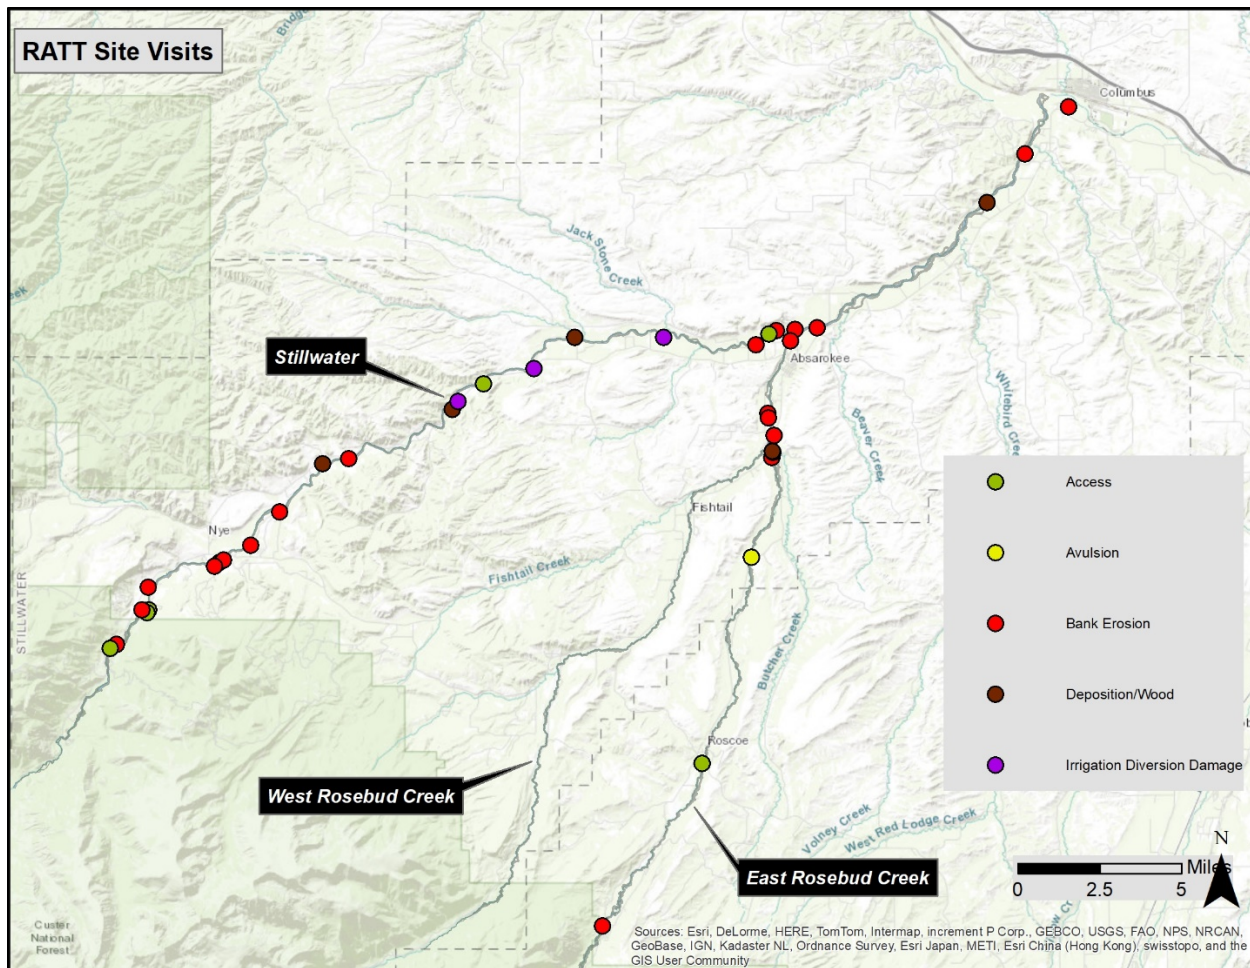 RATT Site Visits
Columbus
Jack Stone Creek
Stillwater
Absarokee
Beaver Creek
Fishtail
Nye
Fishtail Creek
STILLWATER
Butcher Creek
Access
Avulsion
Bank Erosion
Deposition/Wood
Irrigation Diversion Damage
Roscoe
West Rosebud Creek
Volney Creek
West Red Lodge Creek
East Rosebud Creek
N
Miles
0 2.5 5
Custer
National
Forest
Sources: Esri, DeLorme, HERE, TomTom, Intermap, increment P Corp., GEBCO, USGS, FAO, NPS, NRCAN,
GeoBase, IGN, Kadaster NL, Ordnance Survey, Esri Japan, METI, Esri China (Hong Kong), swisstopo, and the
GIS User Community